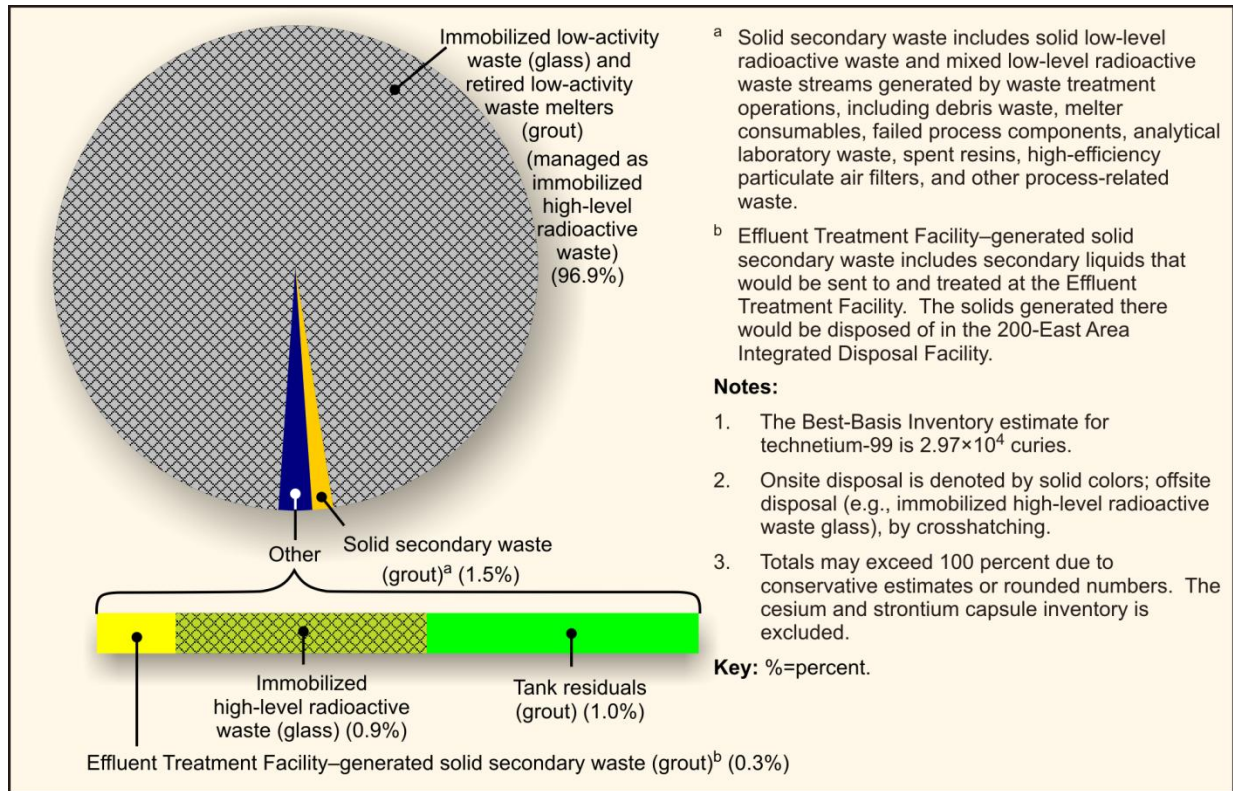 Immobilized low-activity
waste (glass) and
retired low-activity
waste melters
(grout)
(managed as
immobilized
high-level
radioactive
waste)
(96.9%)
Other
Solid secondary waste
(grout)a (1.5%)
Immobilized
high-level radioactive
waste (glass) (0.9%)
Tank residuals
(grout) (1.0%)
Effluent Treatment Facility–generated solid secondary waste (grout)b (0.3%)
a Solid secondary waste includes solid low-level
radioactive waste and mixed low-level radioactive
waste streams generated by waste treatment
operations, including debris waste, melter
consumables, failed process components, analytical
laboratory waste, spent resins, high-efficiency
particulate air filters, and other process-related
waste.
b Effluent Treatment Facility–generated solid
secondary waste includes secondary liquids that
would be sent to and treated at the Effluent
Treatment Facility. The solids generated there
would be disposed of in the 200-East Area
Integrated Disposal Facility.
Notes:
1. The Best-Basis Inventory estimate for
technetium-99 is 2.97×10⁴ curies.
2. Onsite disposal is denoted by solid colors; offsite
disposal (e.g., immobilized high-level radioactive
waste glass), by crosshatching.
3. Totals may exceed 100 percent due to
conservative estimates or rounded numbers. The
cesium and strontium capsule inventory is
excluded.
Key: %=percent.